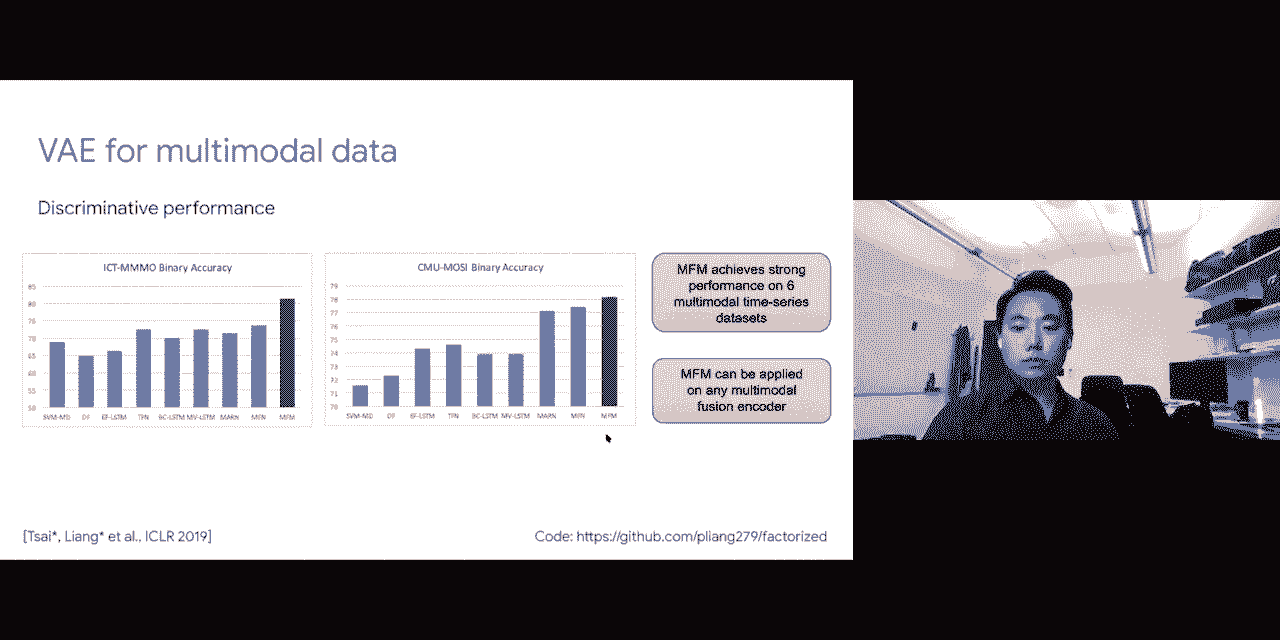 VAE for multimodal data
Discriminative performance
ICT-MMMO Binary Accuracy
85
80
75
70
65
60
55
50
SVM-MD DF EF-LSTM TFN BC-LSTM MV-LSTM MARN MFN MFM
CMU-MOSI Binary Accuracy
79
78
77
76
75
74
73
72
71
70
SVM-MD DF EF-LSTM TFN BC-LSTM MV-LSTM MARN MFN MFM
MFM achieves strong
performance on 6
multimodal time-series
datasets
MFM can be applied
on any multimodal
fusion encoder
[Tsai*, Liang* et al., ICLR 2019]
Code: https://github.com/pliang279/factorized